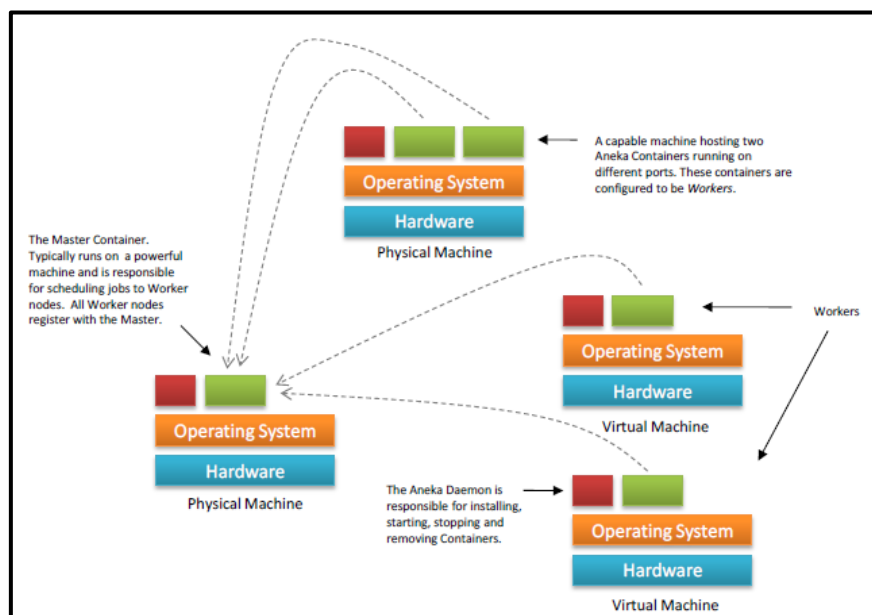 A capable machine hosting two
Aneka Containers running on
different ports. These containers are
configured to be Workers.
Operating System
Hardware
Physical Machine
The Master Container.
Typically runs on a powerful
machine and is responsible
for scheduling jobs to Worker
nodes. All Worker nodes
register with the Master.
Workers
Operating System
Hardware
Virtual Machine
Operating System
Hardware
Physical Machine
The Aneka Daemon is
responsible for installing,
starting, stopping and
removing Containers.
Operating System
Hardware
Virtual Machine